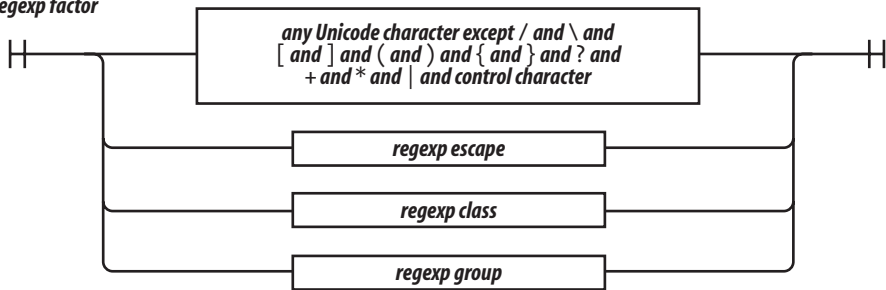 egexp factor
any Unicode character except / and \ and
[ and ] and ( and ) and { and } and ? and
+ and * and | and control character
regexp escape
regexp class
regexp group